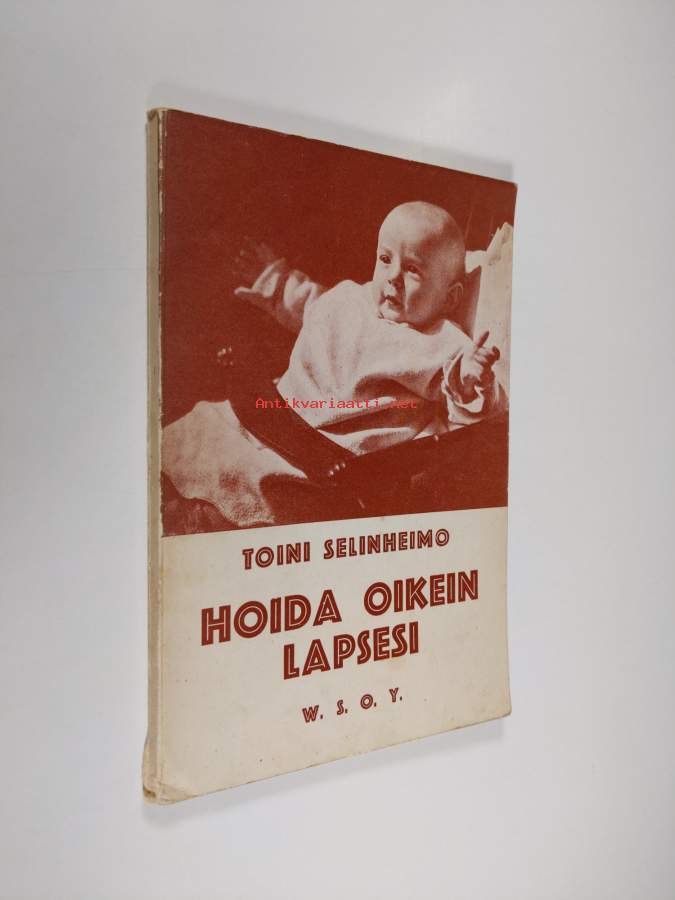 Antikvariaatti.net
TOINI SELINHEIMO
HOIDA OIKEIN
LAPSESI
W. S. O. Y.